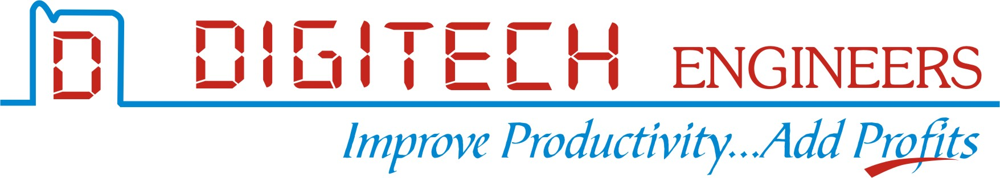 D DIGITECH ENGINEERS
Improve Productivity...Add Profits